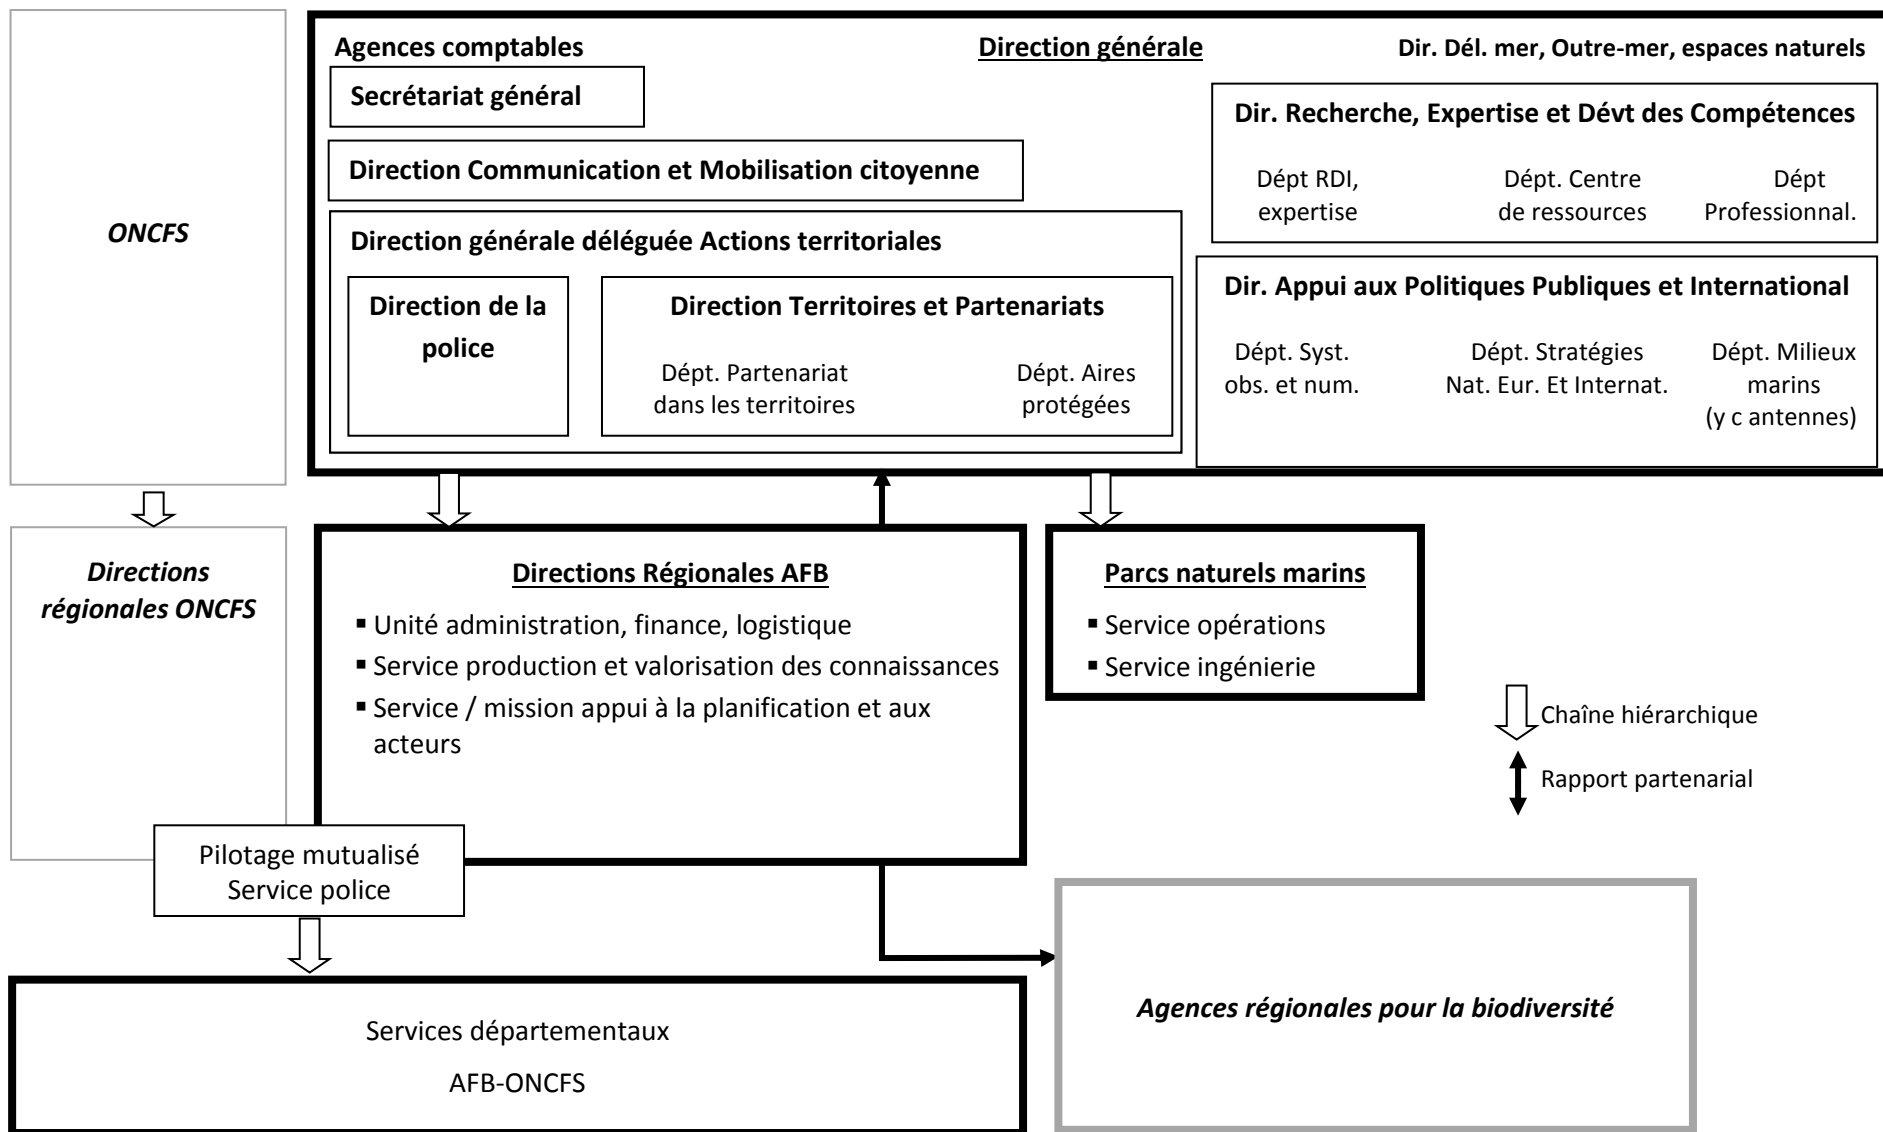 ONCFS
Agences comptables
Direction générale
Dir. Dél. mer, Outre-mer, espaces naturels
Secrétariat général
Direction Communication et Mobilisation citoyenne
Direction générale déléguée Actions territoriales
Direction de la
police
Direction Territoires et Partenariats
Dépt. Partenariat
dans les territoires
Dépt. Aires
protégées
Dir. Recherche, Expertise et Dévt des Compétences
Dépt RDI,
expertise
Dépt. Centre
de ressources
Dépt
Professionnal.
Dir. Appui aux Politiques Publiques et International
Dépt. Syst.
obs. et num.
Dépt. Stratégies
Nat. Eur. Et Internat.
Dépt. Milieux
marins
(y c antennes)
Directions
régionales ONCFS
Directions Régionales AFB
▪ Unité administration, finance, logistique
▪ Service production et valorisation des connaissances
▪ Service / mission appui à la planification et aux
acteurs
Parcs naturels marins
▪ Service opérations
▪ Service ingénierie
Chaîne hiérarchique
Rapport partenarial
Pilotage mutualisé
Service police
Services départementaux
AFB-ONCFS
Agences régionales pour la biodiversité